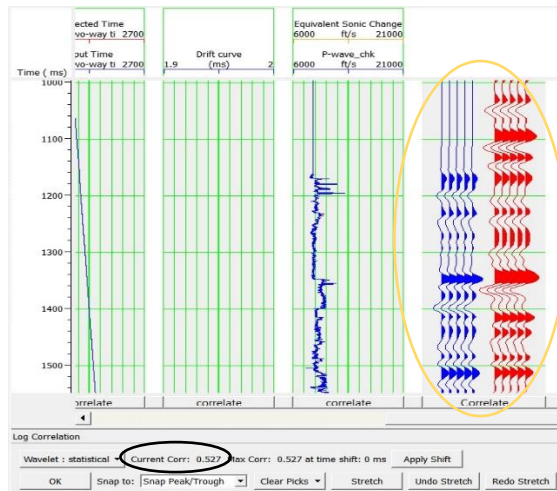 ected Time
Equivalent Sonic Change
wo-way ti 2700
6000 ft/s 21000
out Time
Drift curve
P-wave_chk
wo-way ti 2700
1.9 (ms) 2
6000 ft/s 21000
Time ( ms)
1000
1100
1200
1300
1400
1500
orrelate
correlate
correlate
Correlate
Log Correlation
Wavelet : statistical Current Corr: 0.527 Max Corr: 0.527 at time shift: 0 ms Apply Shift
OK Snap to: Snap Peak/Trough Clear Picks Stretch Undo Stretch Redo Stretch